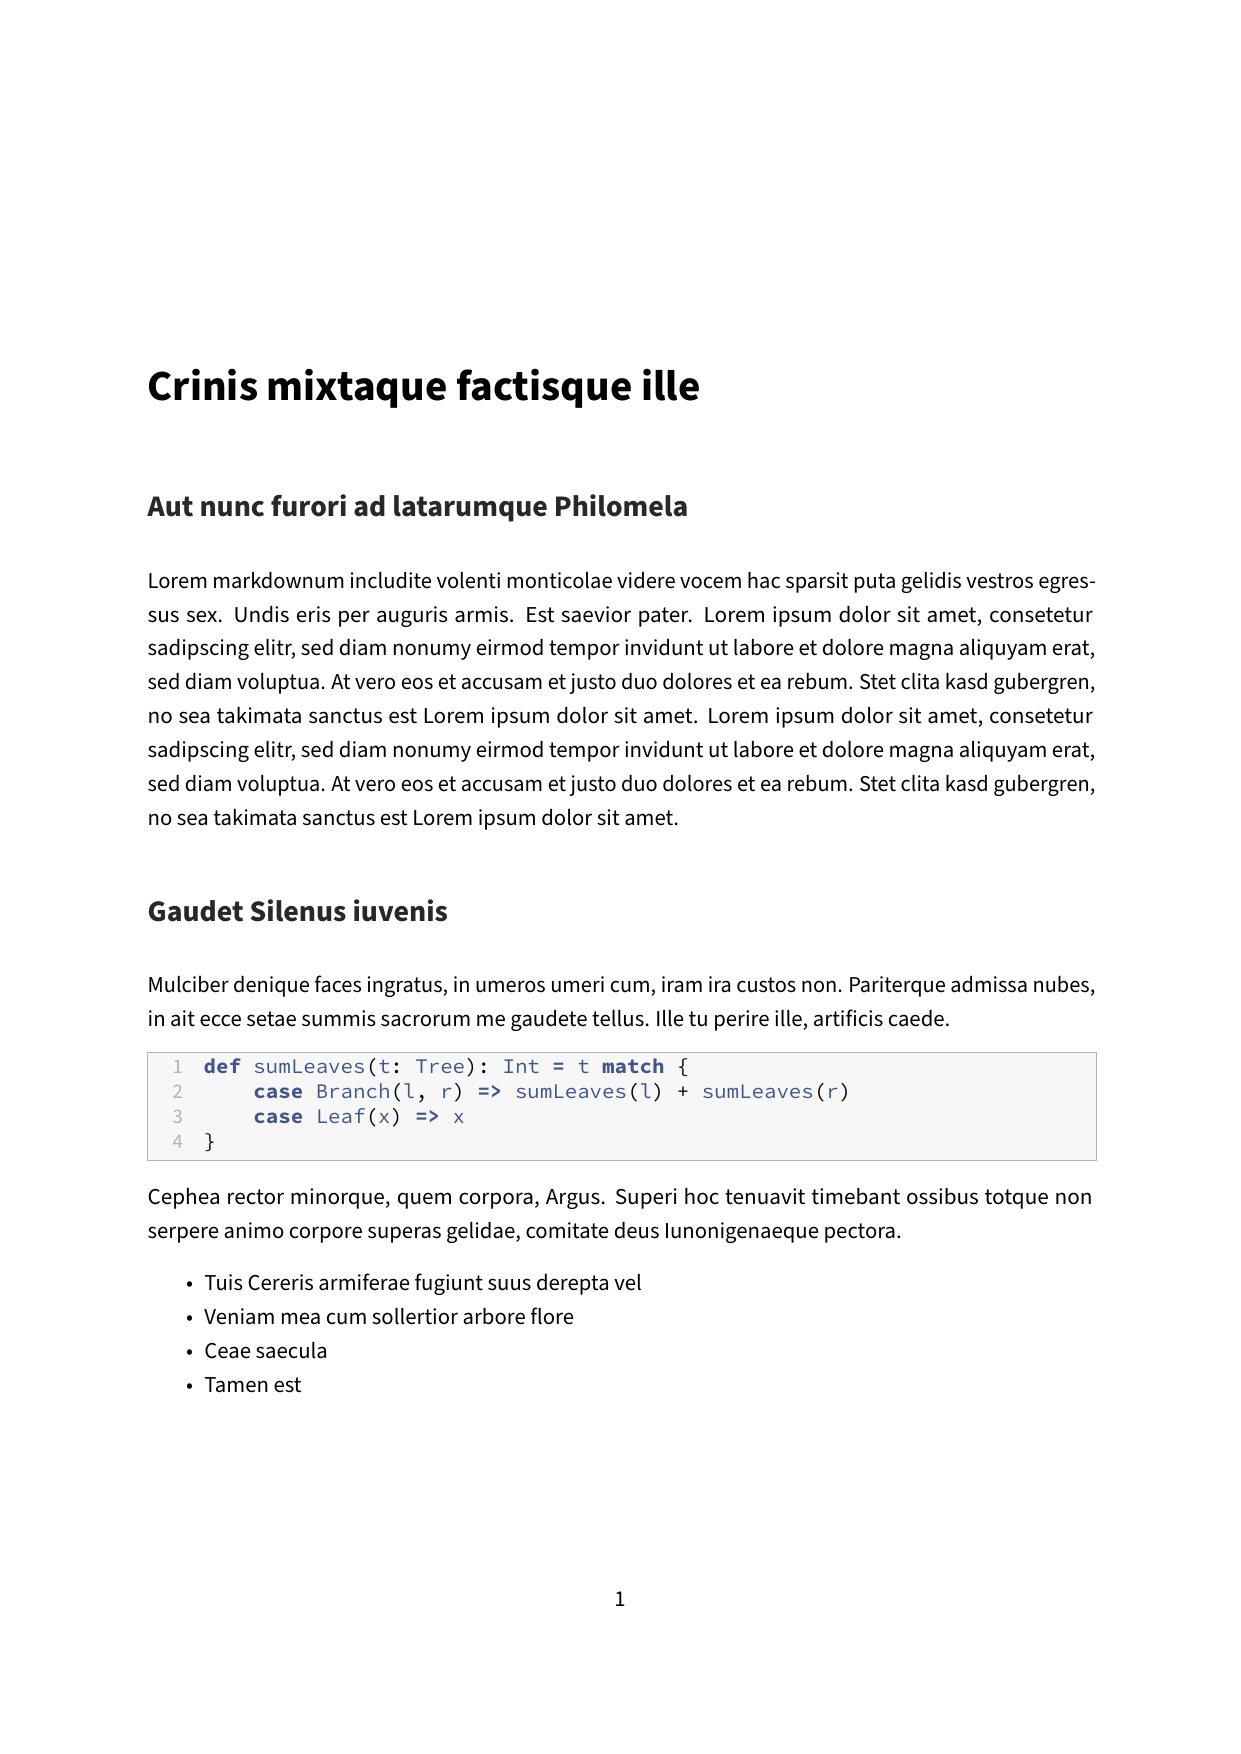 Crinis mixtaque factisque ille
Aut nunc furori ad latarumque Philomela
Lorem markdownum includite volenti monticolae videre vocem hac sparsit puta gelidis vestros egres-
sus sex. Undis eris per auguris armis. Est saevior pater. Lorem ipsum dolor sit amet, consetetur
sadipscing elitr, sed diam nonumy eirmod tempor invidunt ut labore et dolore magna aliquyam erat,
sed diam voluptua. At vero eos et accusam et justo duo dolores et ea rebum. Stet clita kasd gubergren,
no sea takimata sanctus est Lorem ipsum dolor sit amet. Lorem ipsum dolor sit amet, consetetur
sadipscing elitr, sed diam nonumy eirmod tempor invidunt ut labore et dolore magna aliquyam erat,
sed diam voluptua. At vero eos et accusam et justo duo dolores et ea rebum. Stet clita kasd gubergren,
no sea takimata sanctus est Lorem ipsum dolor sit amet.
Gaudet Silenus iuvenis
Mulciber denique faces ingratus, in umeros umeri cum, iram ira custos non. Pariterque admissa nubes,
in ait ecce setae summis sacrorum me gaudete tellus. Ille tu perire ille, artificis caede.
1 def sumLeaves(t: Tree): Int = t match {
2     case Branch(l, r) => sumLeaves(l) + sumLeaves(r)
3     case Leaf(x) => x
4 }
Cephea rector minorque, quem corpora, Argus. Superi hoc tenuavit timebant ossibus totque non
serpere animo corpore superas gelidae, comitate deus Iunonigenaeque pectora.
• Tuis Cereris armiferae fugiunt suus derepta vel
• Veniam mea cum sollertior arbore flore
• Ceae saecula
• Tamen est
1